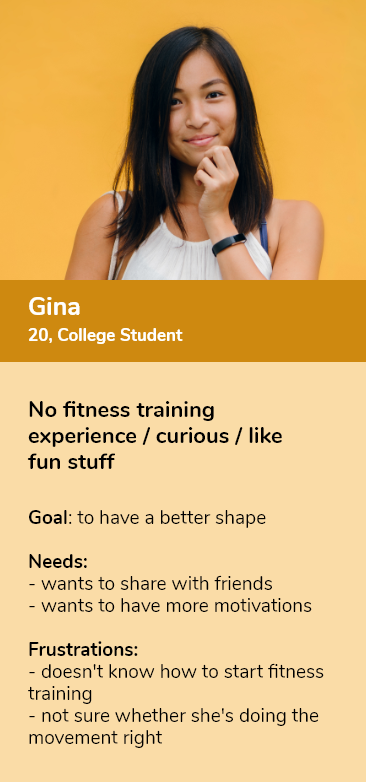 Gina
20, College Student
No fitness training
experience / curious / like
fun stuff
Goal: to have a better shape
Needs:
- wants to share with friends
- wants to have more motivations
Frustrations:
- doesn't know how to start fitness
training
- not sure whether she's doing the
movement right